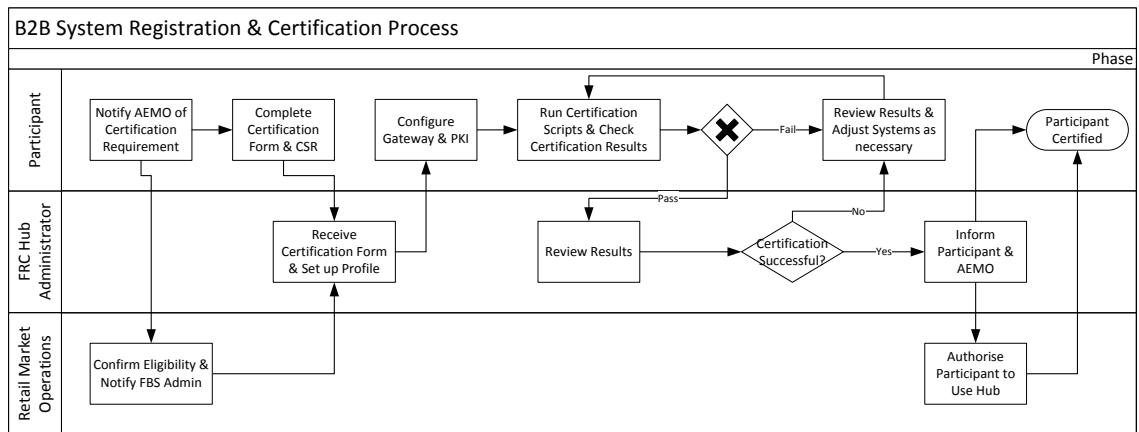 B2B System Registration & Certification Process
Phase
Participant
Notify AEMO of
Certification
Requirement
Complete
Certification
Form & CSR
Configure
Gateway & PKI
Run Certification
Scripts & Check
Certification Results
Fail
Review Results &
Adjust Systems as
necessary
Participant
Certified
Pass
No
FRC Hub
Administrator
Receive
Certification Form
& Set up Profile
Review Results
Certification
Successful?
Yes
Inform
Participant &
AEMO
Retail Market
Operations
Confirm Eligibility &
Notify FBS Admin
Authorise
Participant to
Use Hub